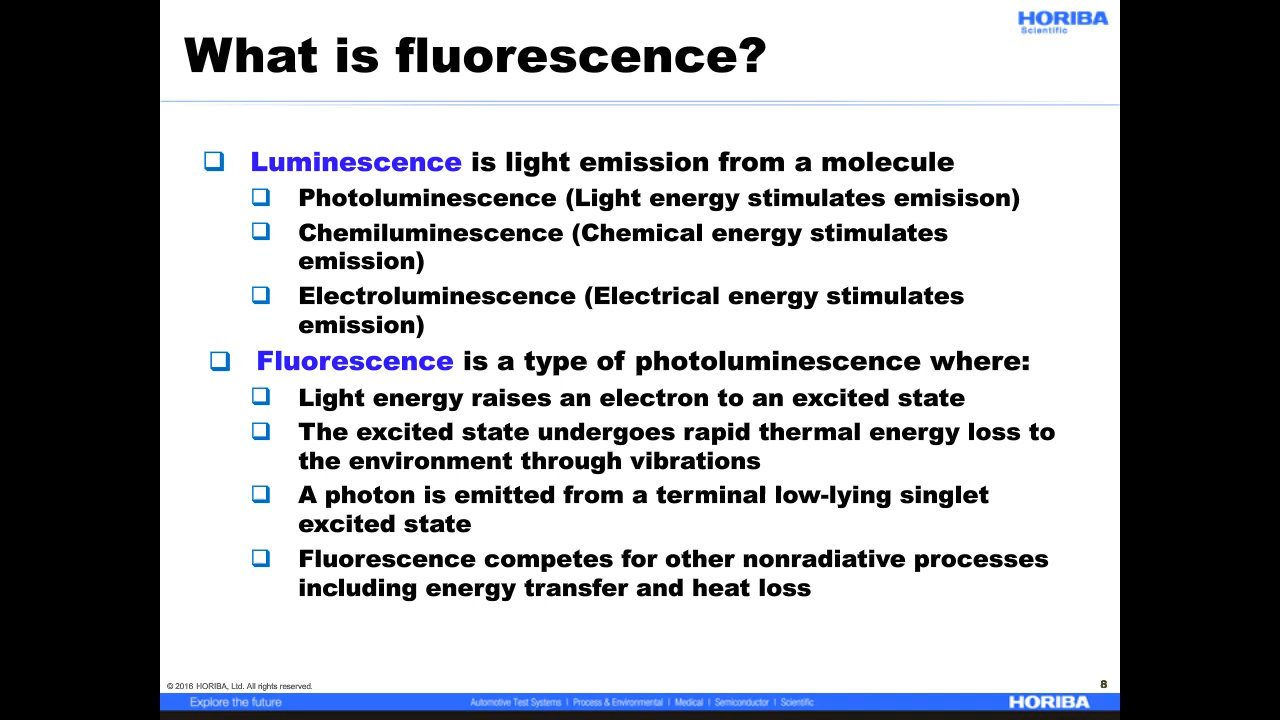 HORIBA
Scientific
What is fluorescence?
Luminescence is light emission from a molecule
Photoluminescence (Light energy stimulates emisison)
Chemiluminescence (Chemical energy stimulates
emission)
Electroluminescence (Electrical energy stimulates
emission)
Fluorescence is a type of photoluminescence where:
Light energy raises an electron to an excited state
The excited state undergoes rapid thermal energy loss to
the environment through vibrations
A photon is emitted from a terminal low-lying singlet
excited state
Fluorescence competes for other nonradiative processes
including energy transfer and heat loss
© 2016 HORIBA, Ltd. All rights reserved.
8
Explore the future
Automotive Test Systems | Process & Environmental | Medical | Semiconductor | Scientific
HORIBA